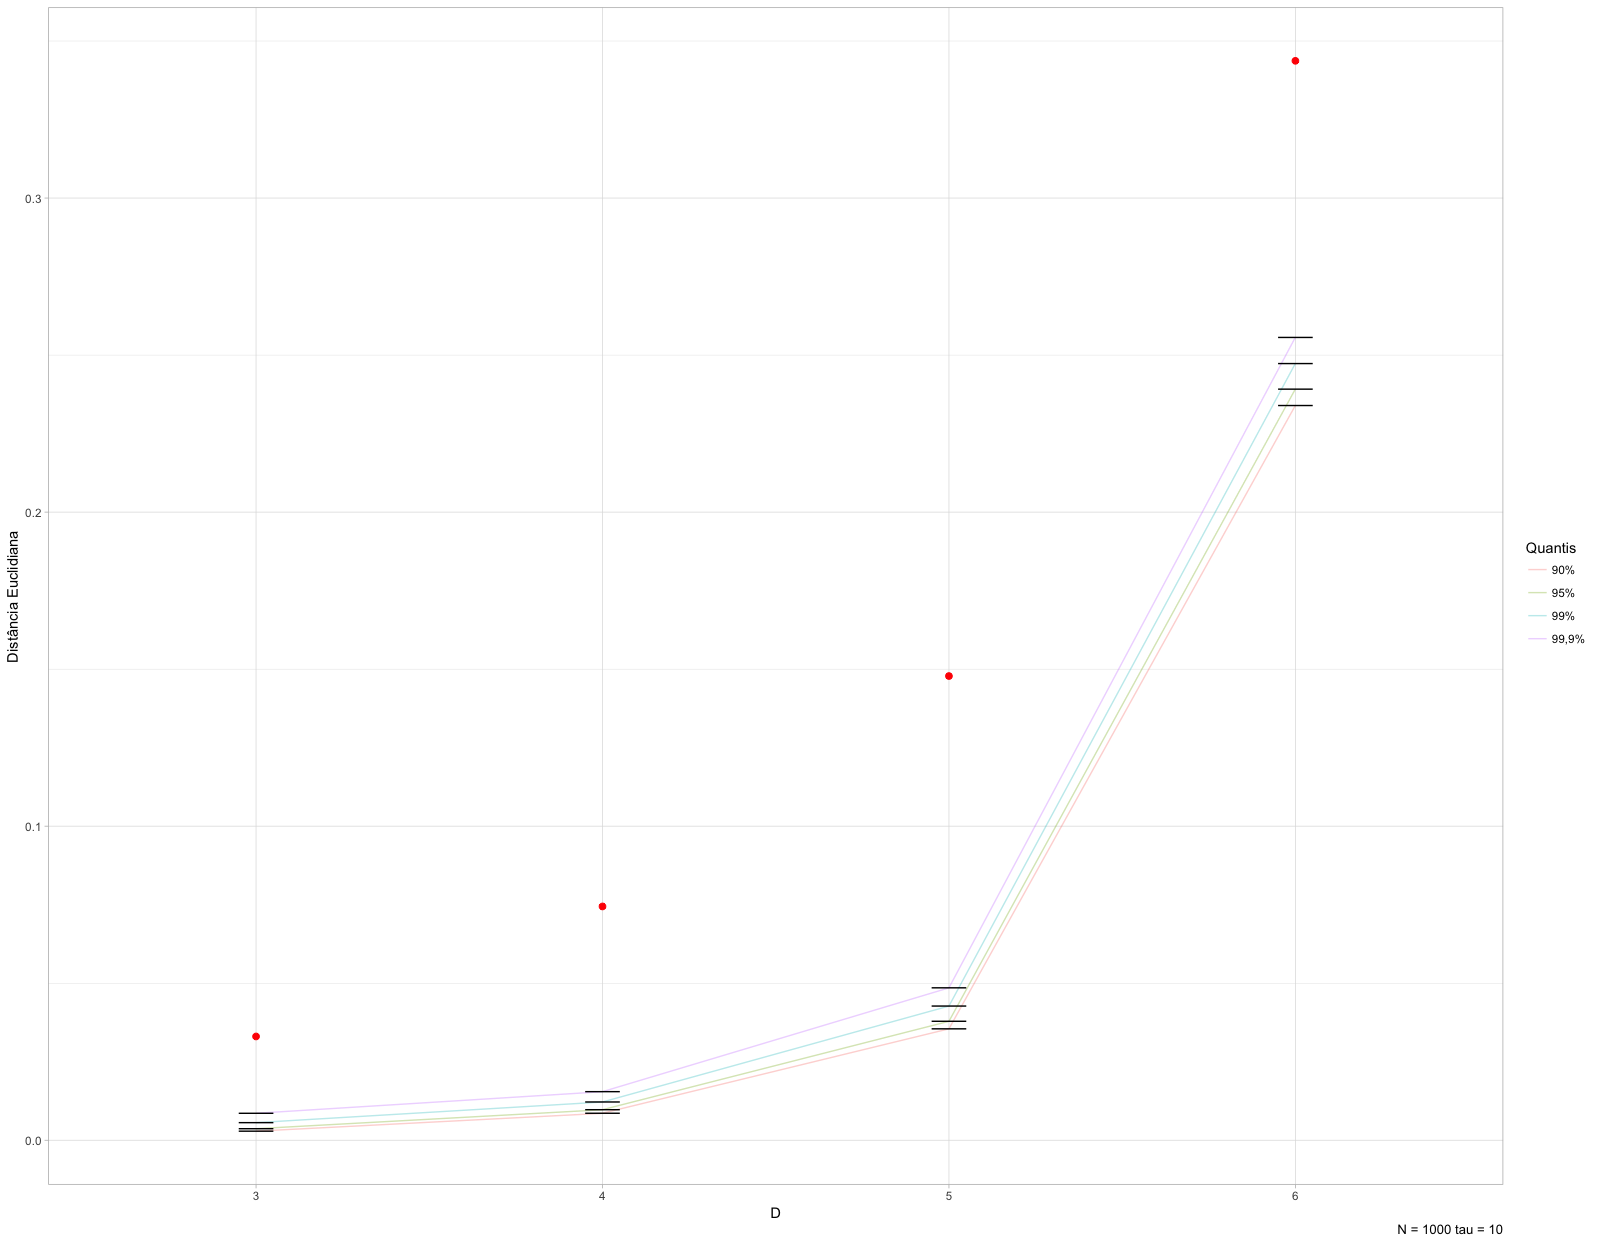 0.3
0.2
0.1
0.0
Distância Euclidiana
3 4 5 6
D
N = 1000 tau = 10
Quantis
90%
95%
99%
99,9%